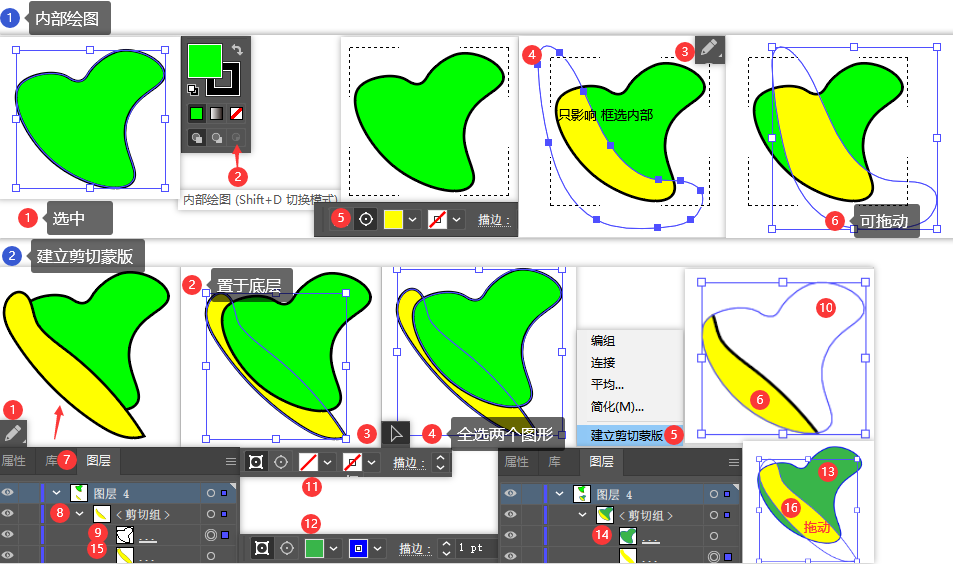 1 内部绘图
1 选中
2
内部绘图 (Shift+D 切换模式)
5 描边 :
4
3
只影响 框选内部
6 可拖动
2 建立剪切蒙版
1
2 置于底层
3
4 全选两个图形
编组
连接
平均...
简化(M)...
建立剪切蒙版 5
10
6
属性 库 7 图层
图层 4
8 <剪切组>
9 ...
15 ...
描边 :
11
12
描边 : 1 pt
属性 库 图层
图层 4
<剪切组>
14 ...
...
13
16
拖动